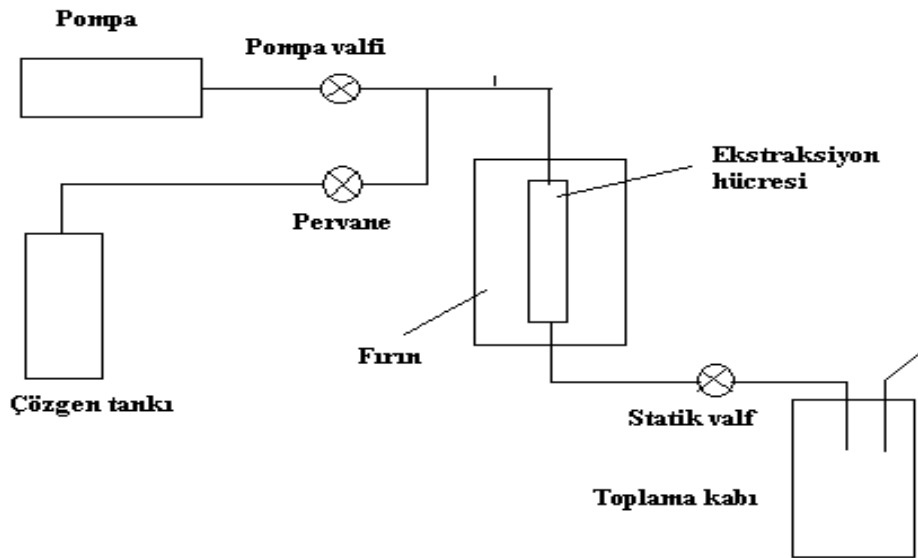 Pompa
Pompa valfi
Ekstraksiyon
hücresi
Pervane
Fırın
Çözgen tankı
Statik valf
Toplama kabı